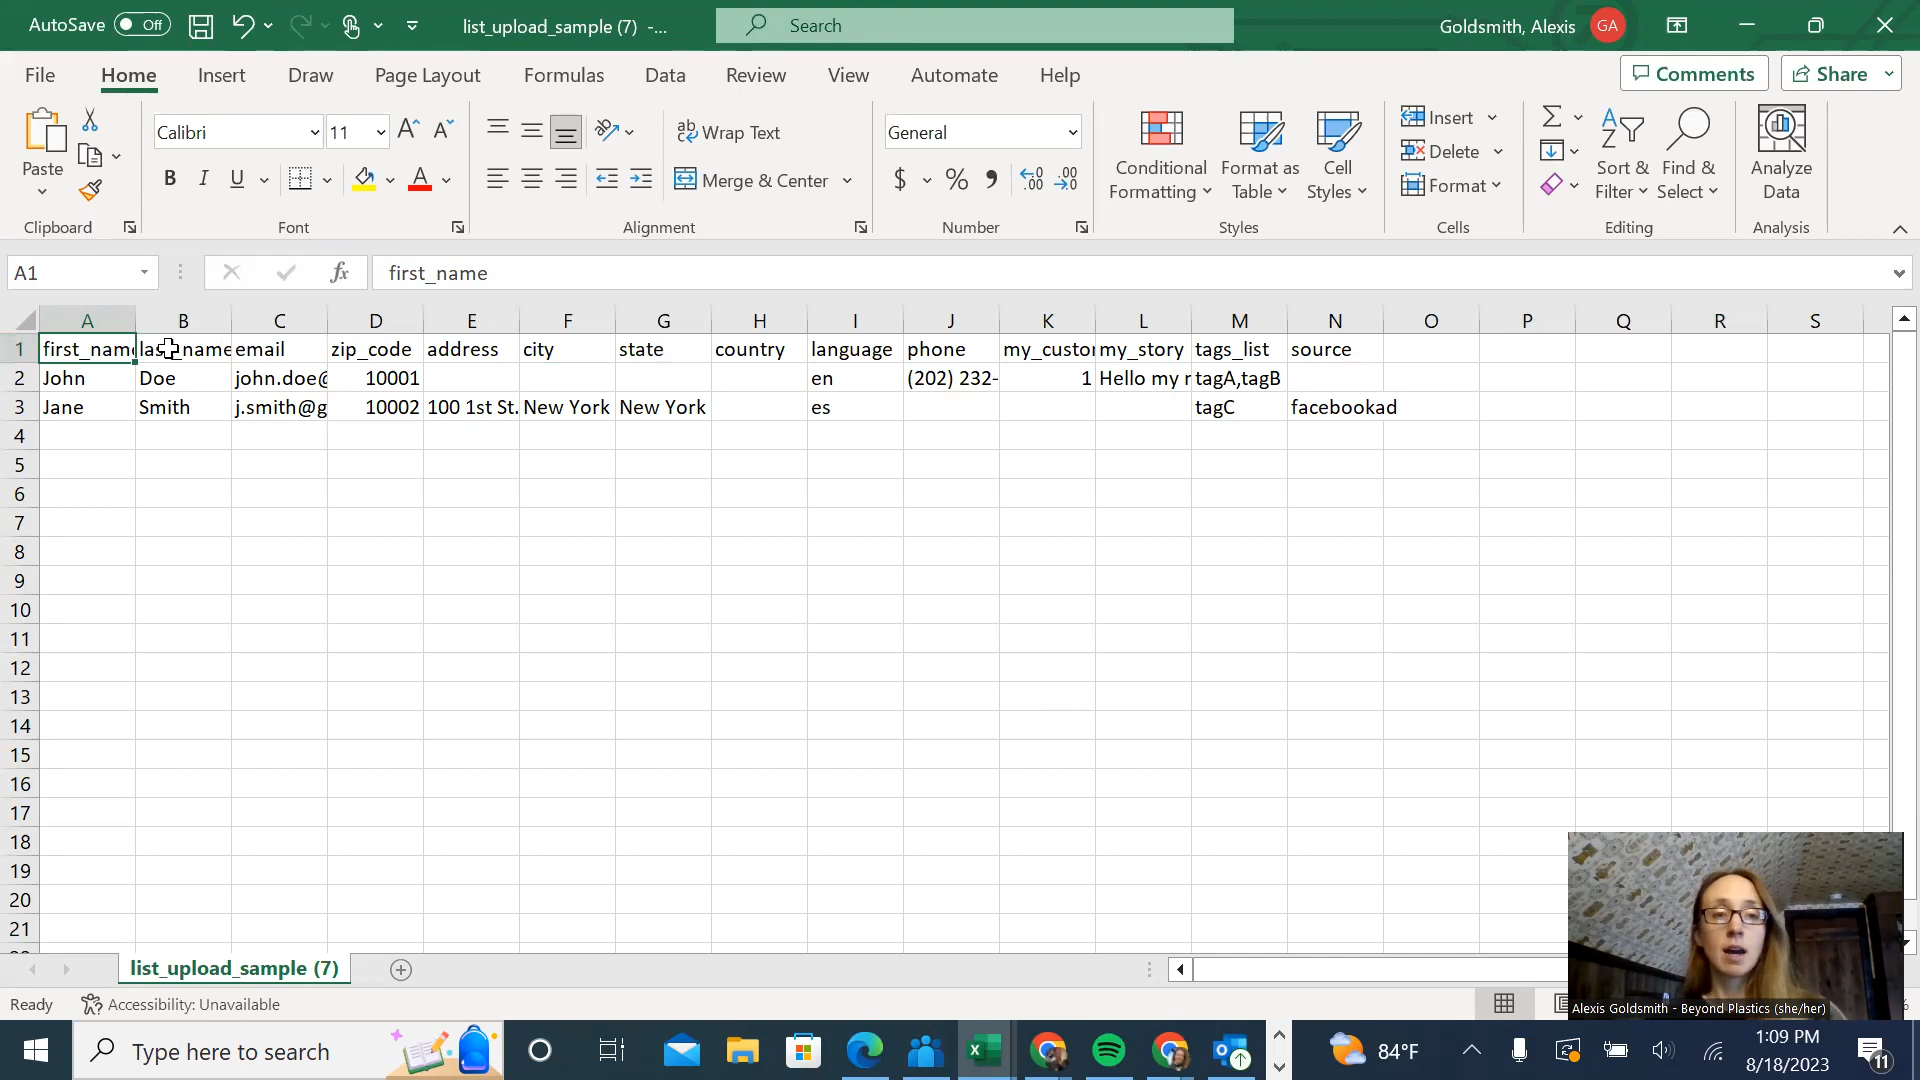 AutoSave Off list_upload_sample (7) -... Search Goldsmith, Alexis GA
File Home Insert Draw Page Layout Formulas Data Review View Automate Help Comments Share
Paste Calibri 11 Wrap Text General Conditional Formatting Format as Table Cell Styles Insert Delete Format Sort & Filter Find & Select Analyze Data
B I U Merge & Center $ %
Clipboard Font Alignment Number Styles Cells Editing Analysis
A1 fx first_name
A B C D E F G H I J K L M N O P Q R S
1 first_name last_name email zip_code address city state country language phone my_custor my_story tags_list source
2 John Doe john.doe@ 10001 en (202) 232- 1 Hello my r tagA,tagB
3 Jane Smith j.smith@g 10002 100 1st St. New York New York es tagC facebookad
4
5
6
7
8
9
10
11
12
13
14
15
16
17
18
19
20
21
list_upload_sample (7)
Ready Accessibility: Unavailable
Alexis Goldsmith - Beyond Plastics (she/her)
Type here to search 84°F 1:09 PM
8/18/2023 11